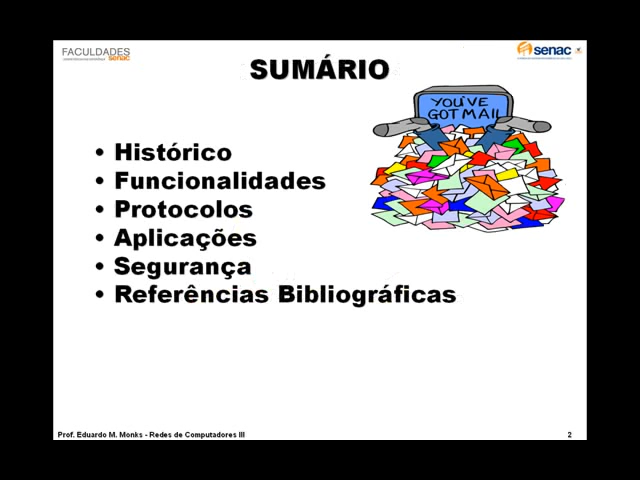 FACULDADES
senac
senac
SUMÁRIO
YOU'VE
GOT MAIL
• Histórico
• Funcionalidades
• Protocolos
• Aplicações
• Segurança
• Referências Bibliográficas
Prof. Eduardo M. Monks - Redes de Computadores III
2